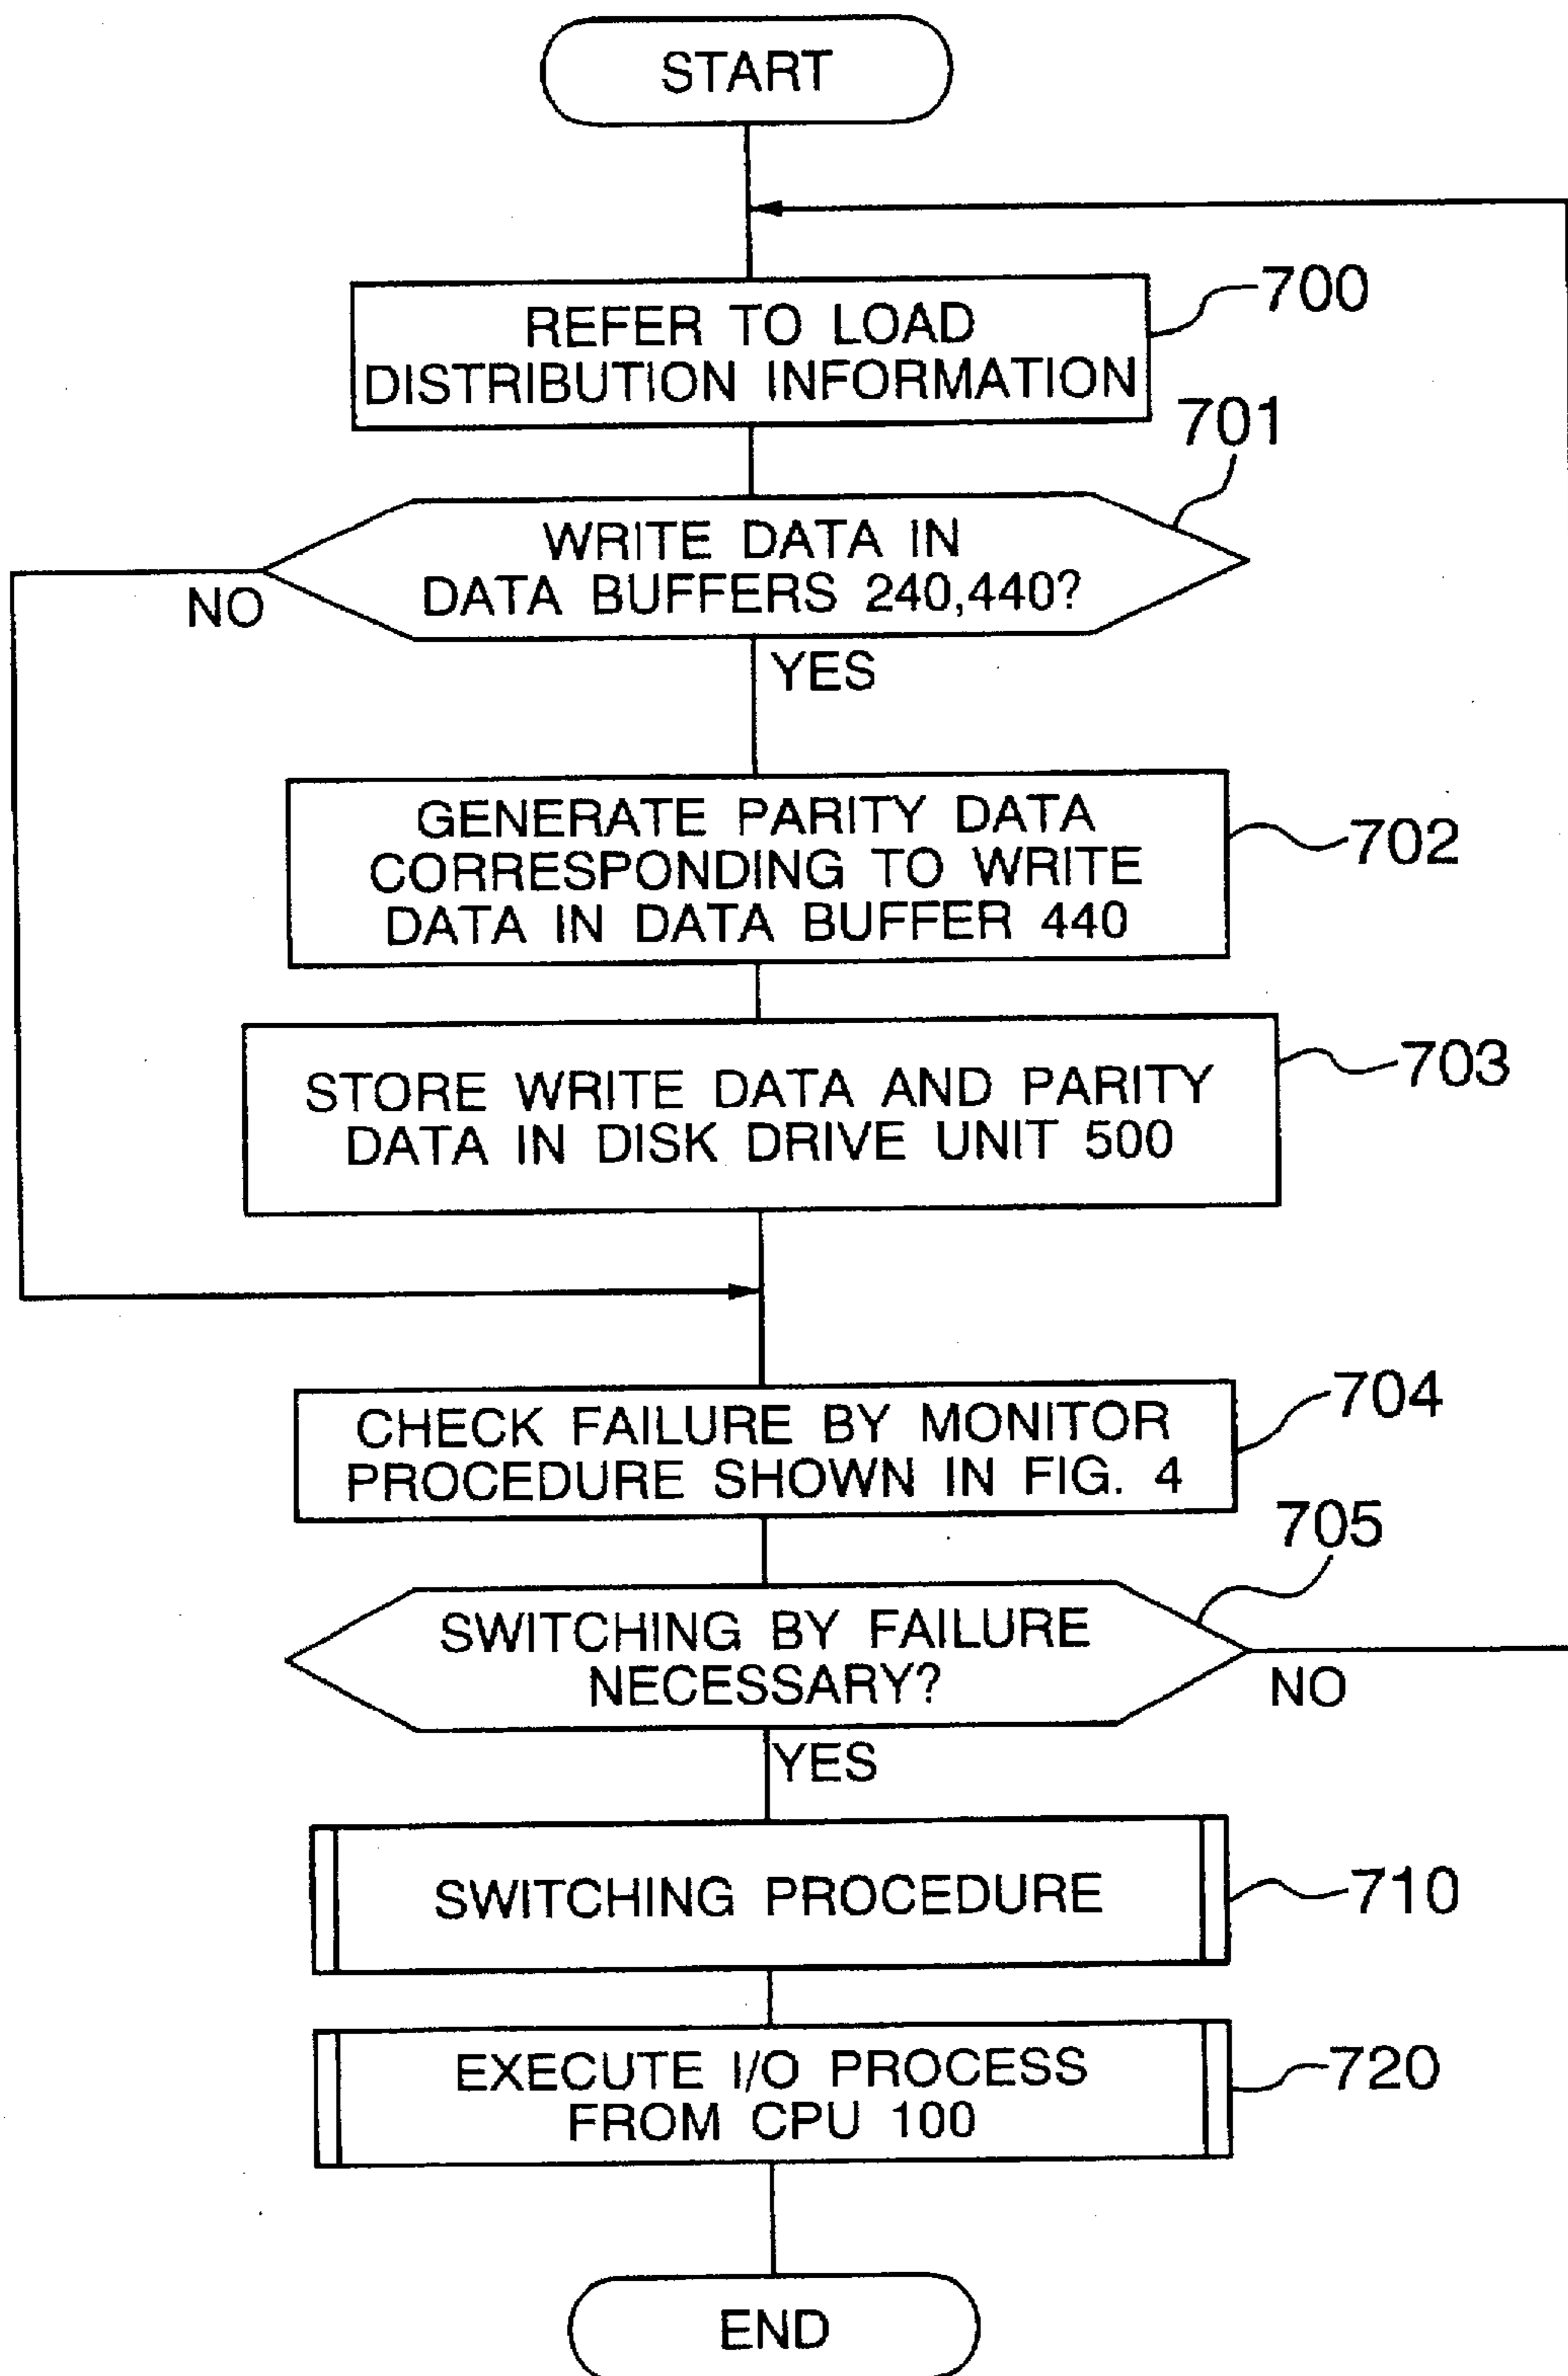 START
REFER TO LOAD
DISTRIBUTION INFORMATION
700
701
WRITE DATA IN
DATA BUFFERS 240,440?
NO
YES
GENERATE PARITY DATA
CORRESPONDING TO WRITE
DATA IN DATA BUFFER 440
702
STORE WRITE DATA AND PARITY
DATA IN DISK DRIVE UNIT 500
703
CHECK FAILURE BY MONITOR
PROCEDURE SHOWN IN FIG. 4
704
705
SWITCHING BY FAILURE
NECESSARY?
NO
YES
SWITCHING PROCEDURE
710
EXECUTE I/O PROCESS
FROM CPU 100
720
END